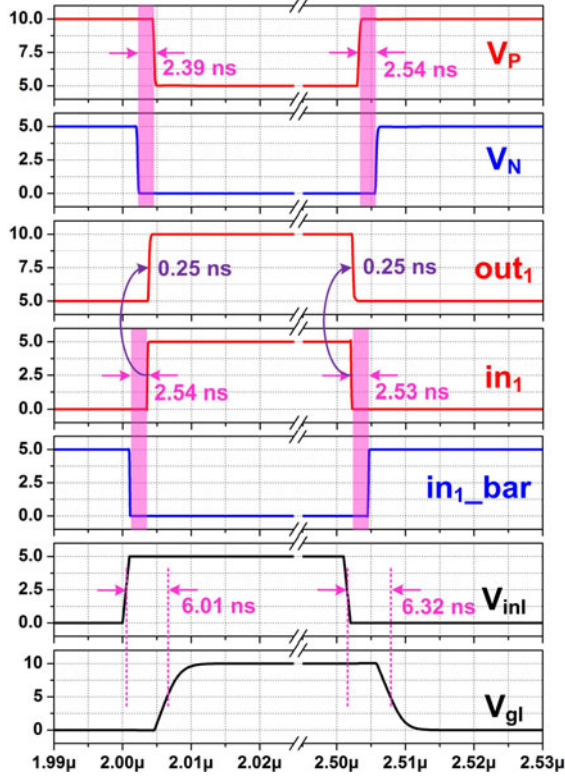 10.0
7.5
5.0
2.39 ns
2.54 ns
V_P
5.0
2.5
0.0
V_N
10.0
7.5
5.0
0.25 ns
0.25 ns
out₁
5.0
2.5
0.0
2.54 ns
2.53 ns
in₁
5.0
2.5
0.0
in₁_bar
5.0
2.5
0.0
6.01 ns
6.32 ns
V_inl
10
5
0
V_gl
1.99μ 2.00μ 2.01μ 2.02μ 2.50μ 2.51μ 2.52μ 2.53μ